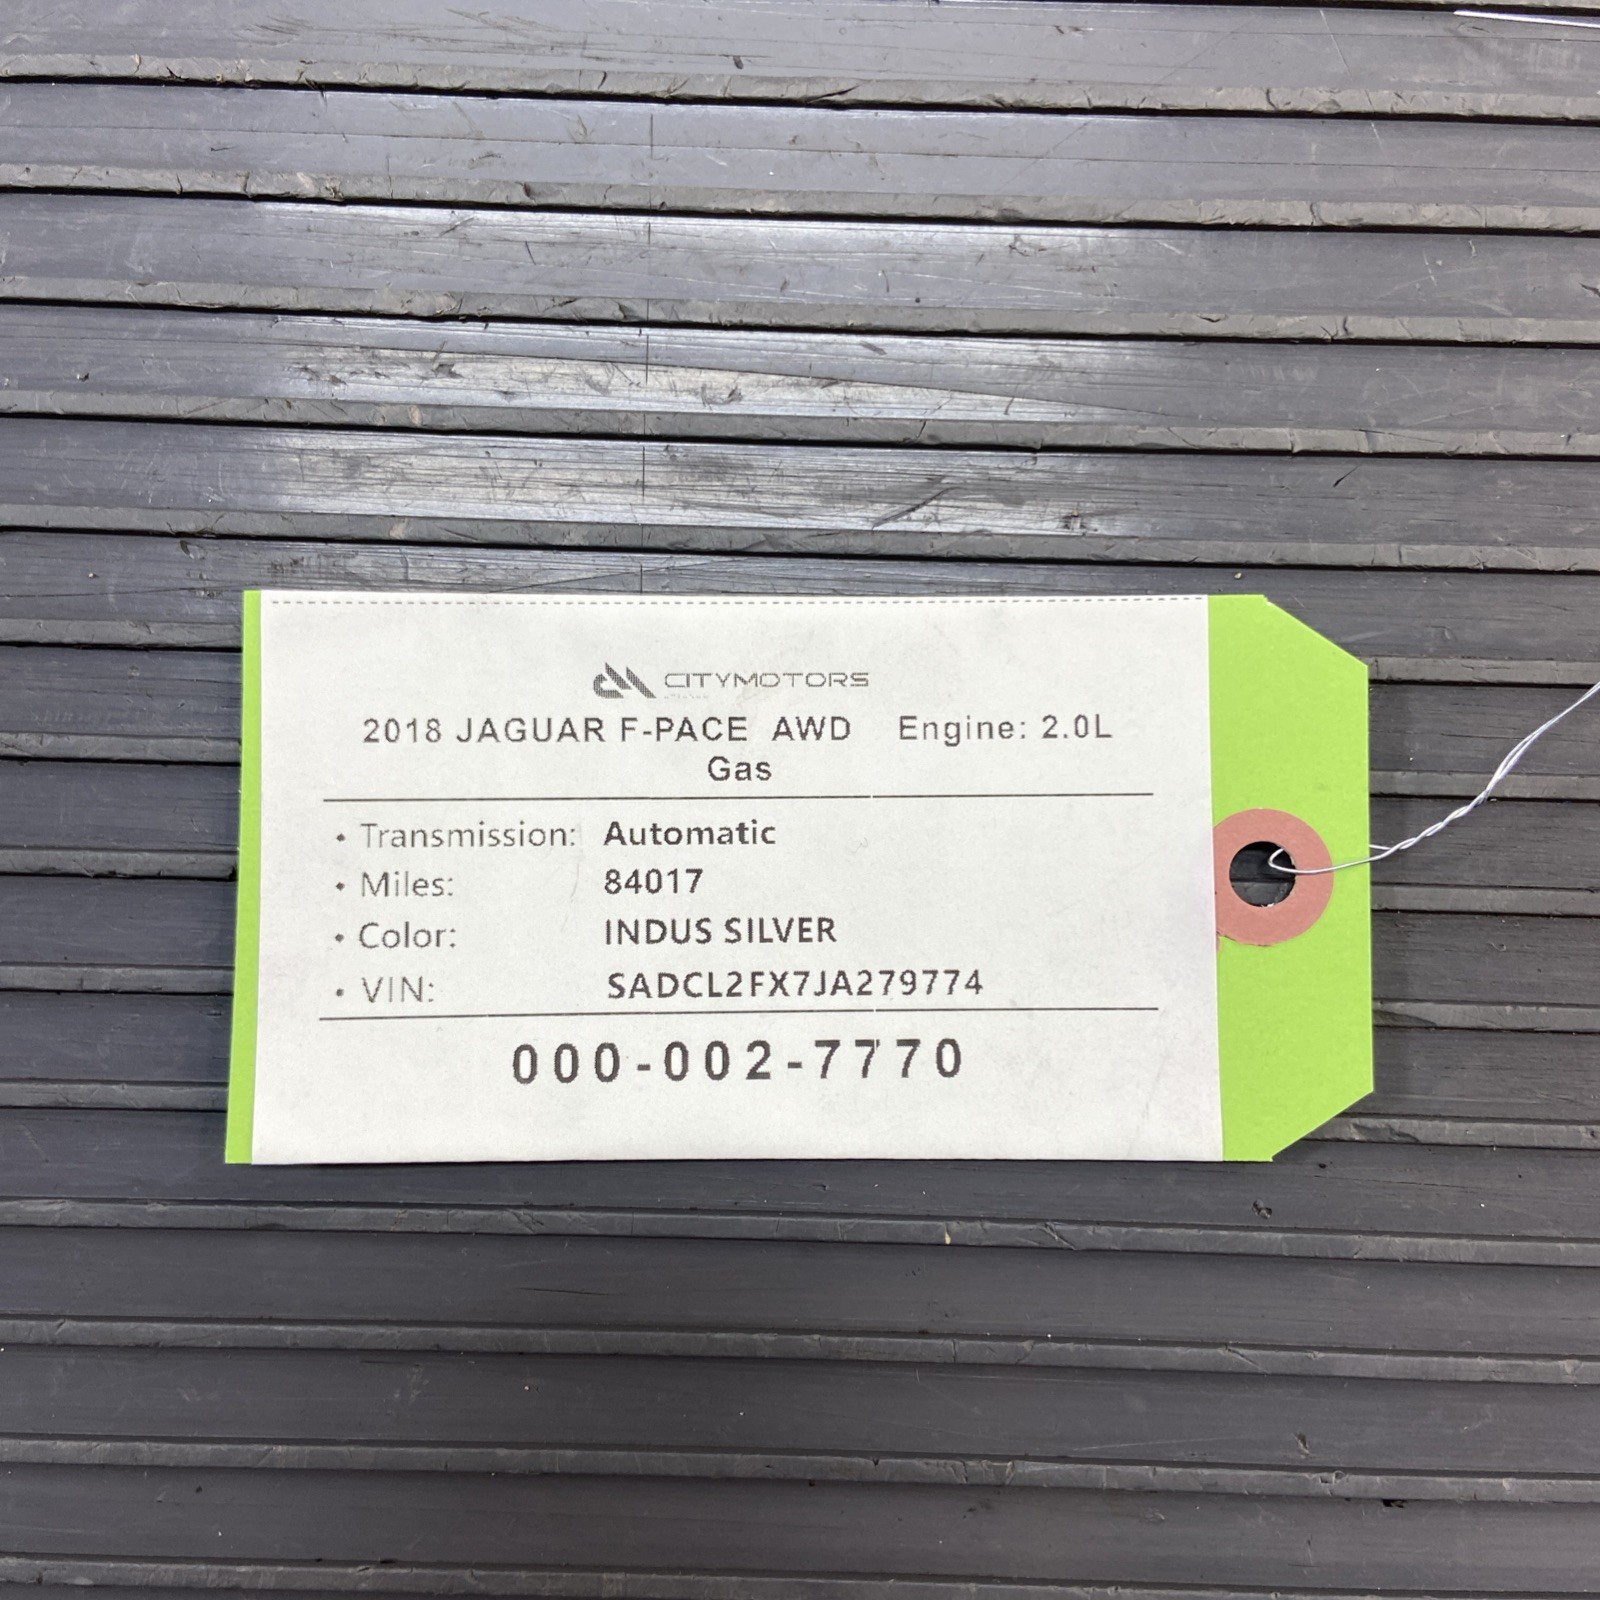 CITYMOTORS
2018 JAGUAR F-PACE AWD Engine: 2.0L
Gas
• Transmission: Automatic
• Miles: 84017
• Color: INDUS SILVER
• VIN: SADCL2FX7JA279774
000-002-7770